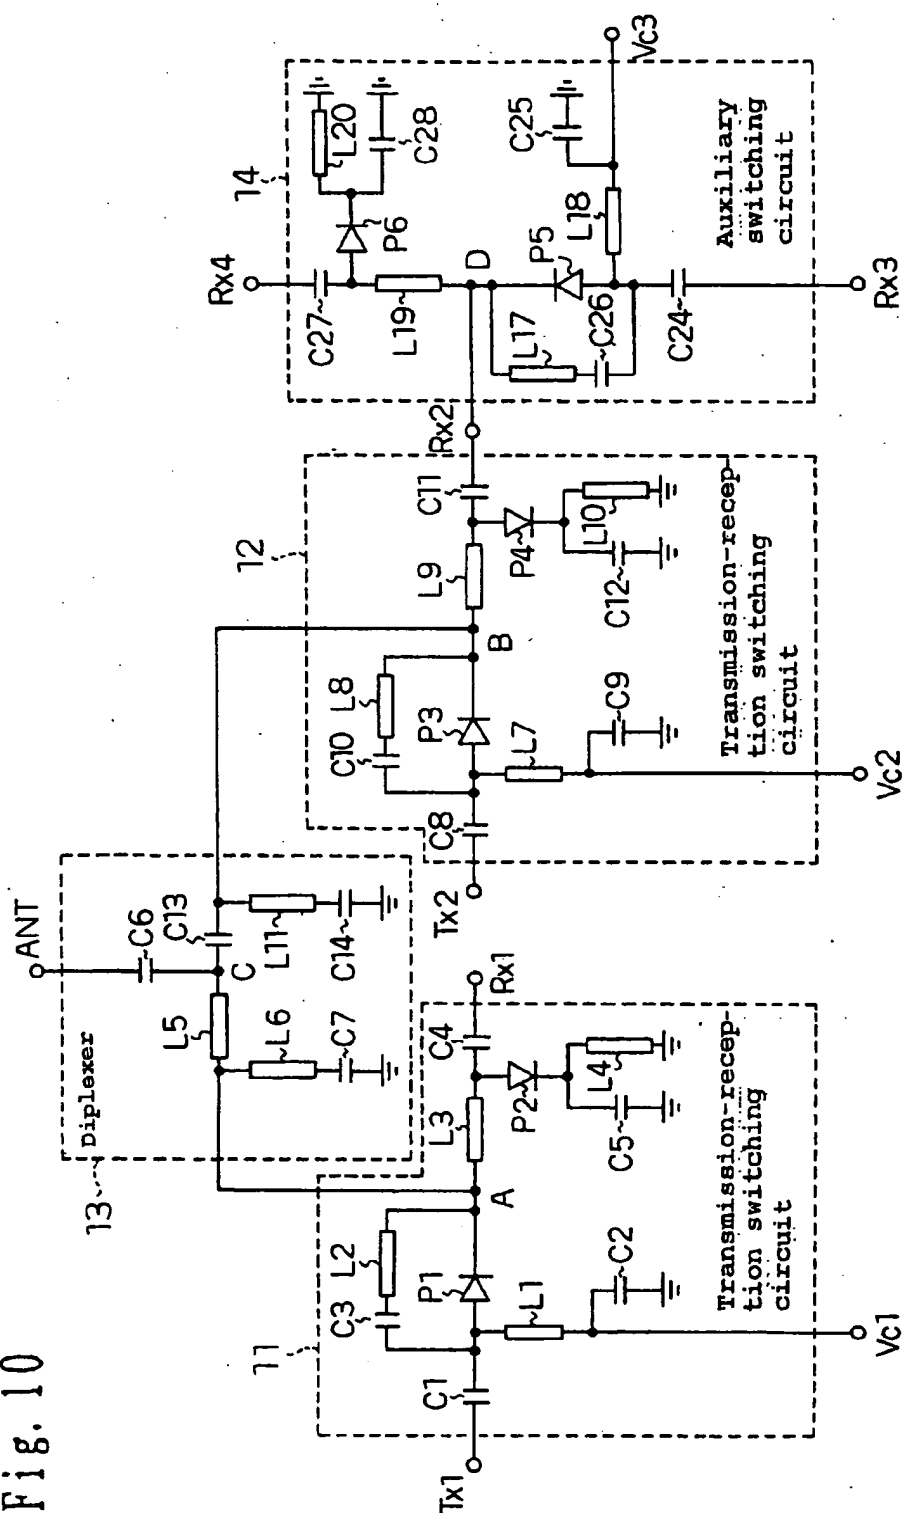 Fig. 10
ANT
13
Diplexer
C6
C13
L5
C
L6
C7
L11
C14
11
Tx1
C1
C3
L2
P1
L1
C2
A
L3
C4
Rx1
P2
C5
L4
Vc1
Transmission-recep-
tion switching
circuit
12
Tx2
C8
C10
L8
P3
L7
C9
B
L9
C11
Rx2
P4
C12
L10
Vc2
Transmission-recep-
tion switching
circuit
14
Rx4
C27
L20
P6
C28
L19
D
L17
C26
P5
L18
C25
C24
Vc3
Rx3
Auxiliary
switching
circuit